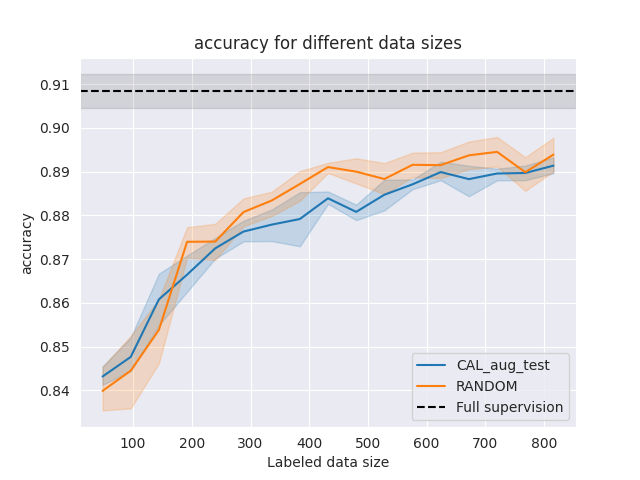 accuracy for different data sizes
0.91
0.90
0.89
0.88
0.87
0.86
0.85
0.84
accuracy
CAL_aug_test
RANDOM
Full supervision
100 200 300 400 500 600 700 800
Labeled data size